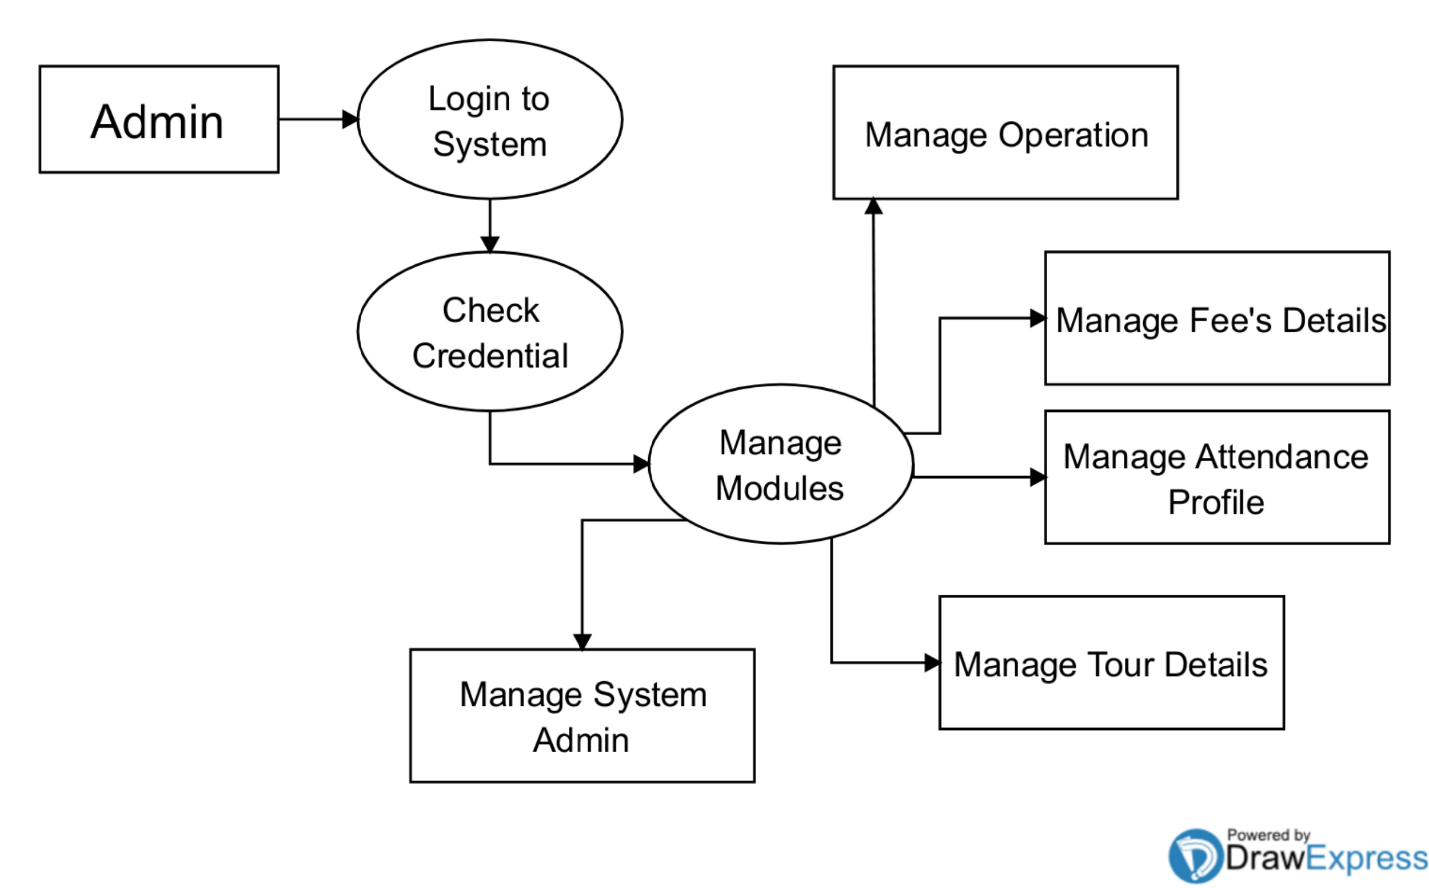 Admin
Login to
System
Manage Operation
Check
Credential
Manage Fee's Details
Manage
Modules
Manage Attendance
Profile
Manage Tour Details
Manage System
Admin
Powered by
DrawExpress